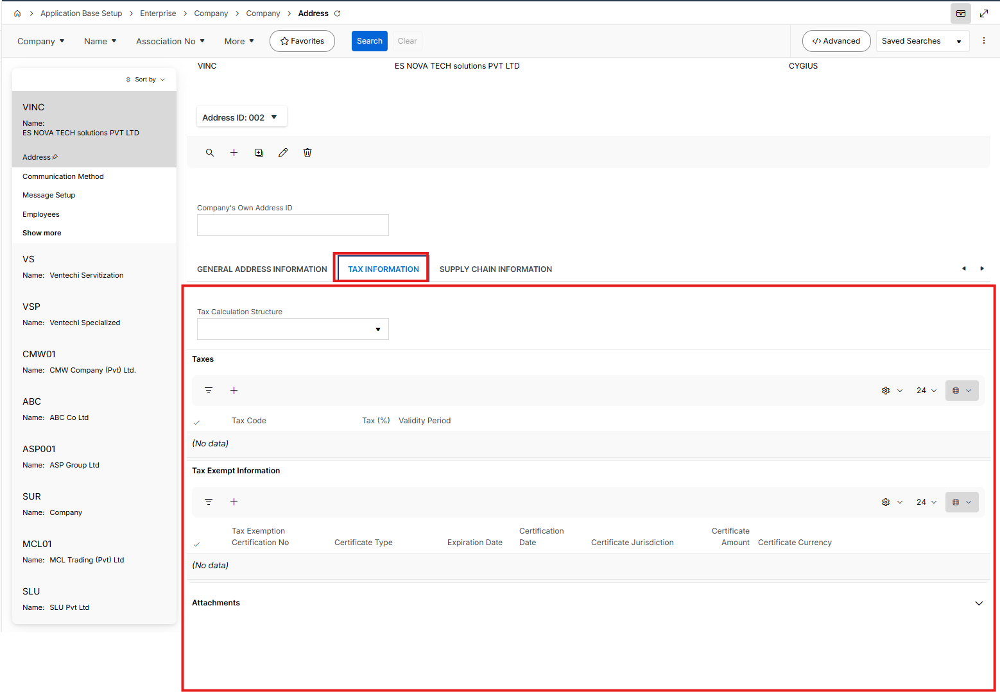 Application Base Setup > Enterprise > Company > Company > Address
Company Name Association No More Favorites Search Clear </> Advanced Saved Searches
VINC ES NOVA TECH solutions PVT LTD CYGIUS
Sort by
VINC
Name:
ES NOVA TECH solutions PVT LTD
Address
Communication Method
Message Setup
Employees
Show more
VS
Name: Ventechi Servitization
VSP
Name: Ventechi Specialized
CMW01
Name: CMW Company (Pvt) Ltd.
ABC
Name: ABC Co Ltd
ASP001
Name: ASP Group Ltd
SUR
Name: Company
MCL01
Name: MCL Trading (Pvt) Ltd
SLU
Name: SLU Pvt Ltd
Address ID: 002
Company's Own Address ID
GENERAL ADDRESS INFORMATION TAX INFORMATION SUPPLY CHAIN INFORMATION
Tax Calculation Structure
Taxes
24
Tax Code Tax (%) Validity Period
(No data)
Tax Exempt Information
24
Tax Exemption Certification No Certificate Type Expiration Date Certification Date Certificate Jurisdiction Certificate Amount Certificate Currency
(No data)
Attachments